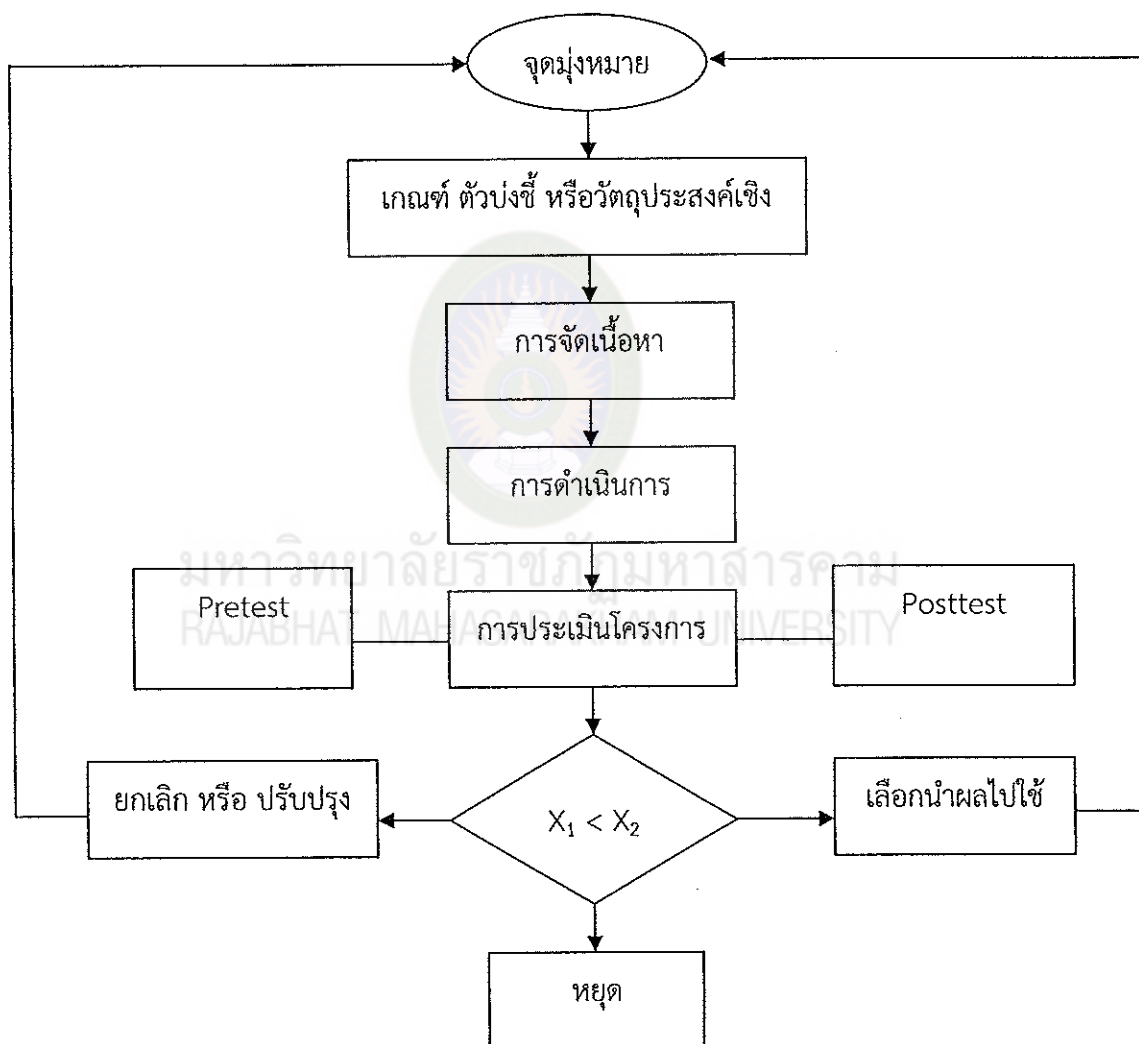 จุดมุ่งหมาย
เกณฑ์ ตัวบ่งชี้ หรือวัตถุประสงค์เชิง
การจัดเนื้อหา
การดำเนินการ
มหาวิทยาลัยราชภัฏมหาสารคาม
RAJABHAT MAHASARAKHAM UNIVERSITY
Pretest
การประเมินโครงการ
Posttest
ยกเลิก หรือ ปรับปรุง
X₁ < X₂
เลือกนำผลไปใช้
หยุด